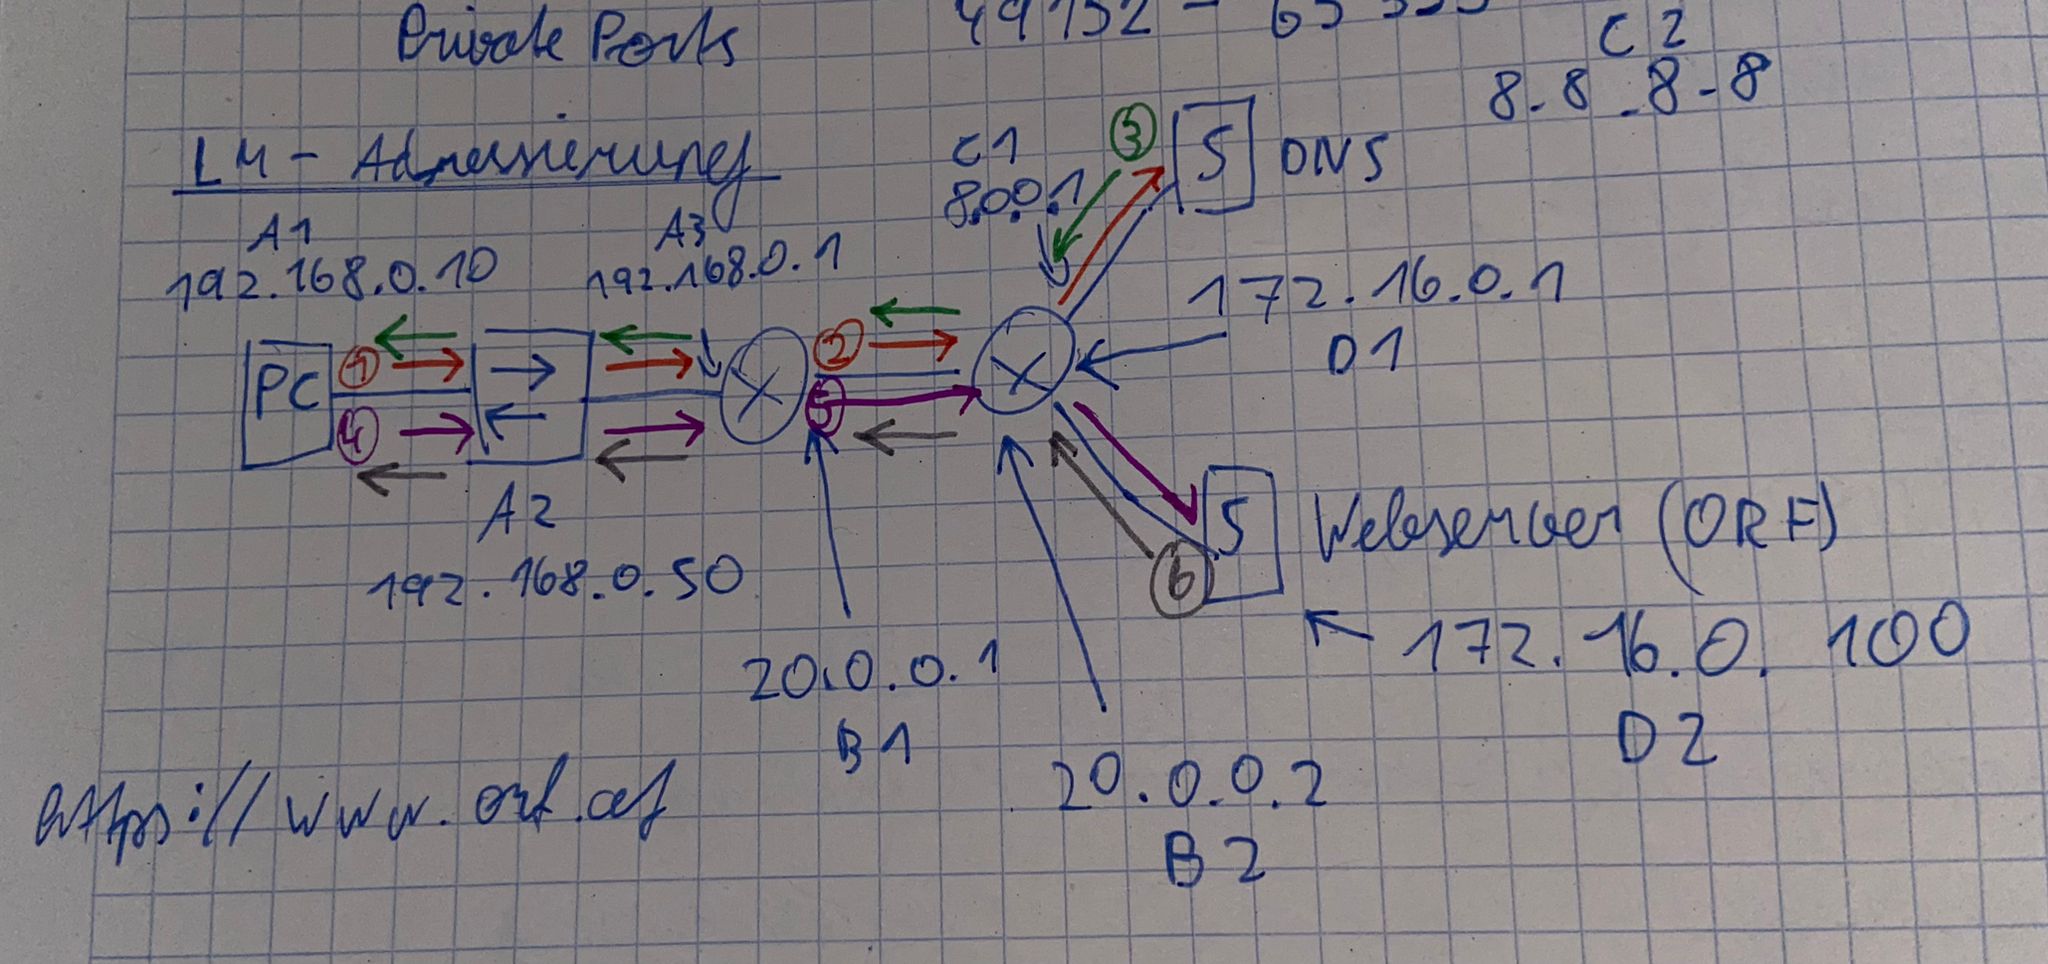 Private Ports 49152 - 65535
C2
8.8.8.8
LM - Adressierung
C1
8.0.0.1
3
S DNS
A1
192.168.0.10
A3
192.168.0.1
172.16.0.1
D1
PC 1 X 2 X
4 5
A2
192.168.0.50
S Webserver (ORF)
6
172.16.0.100
D2
20.0.0.1
B1
20.0.0.2
B2
https://www.orf.at